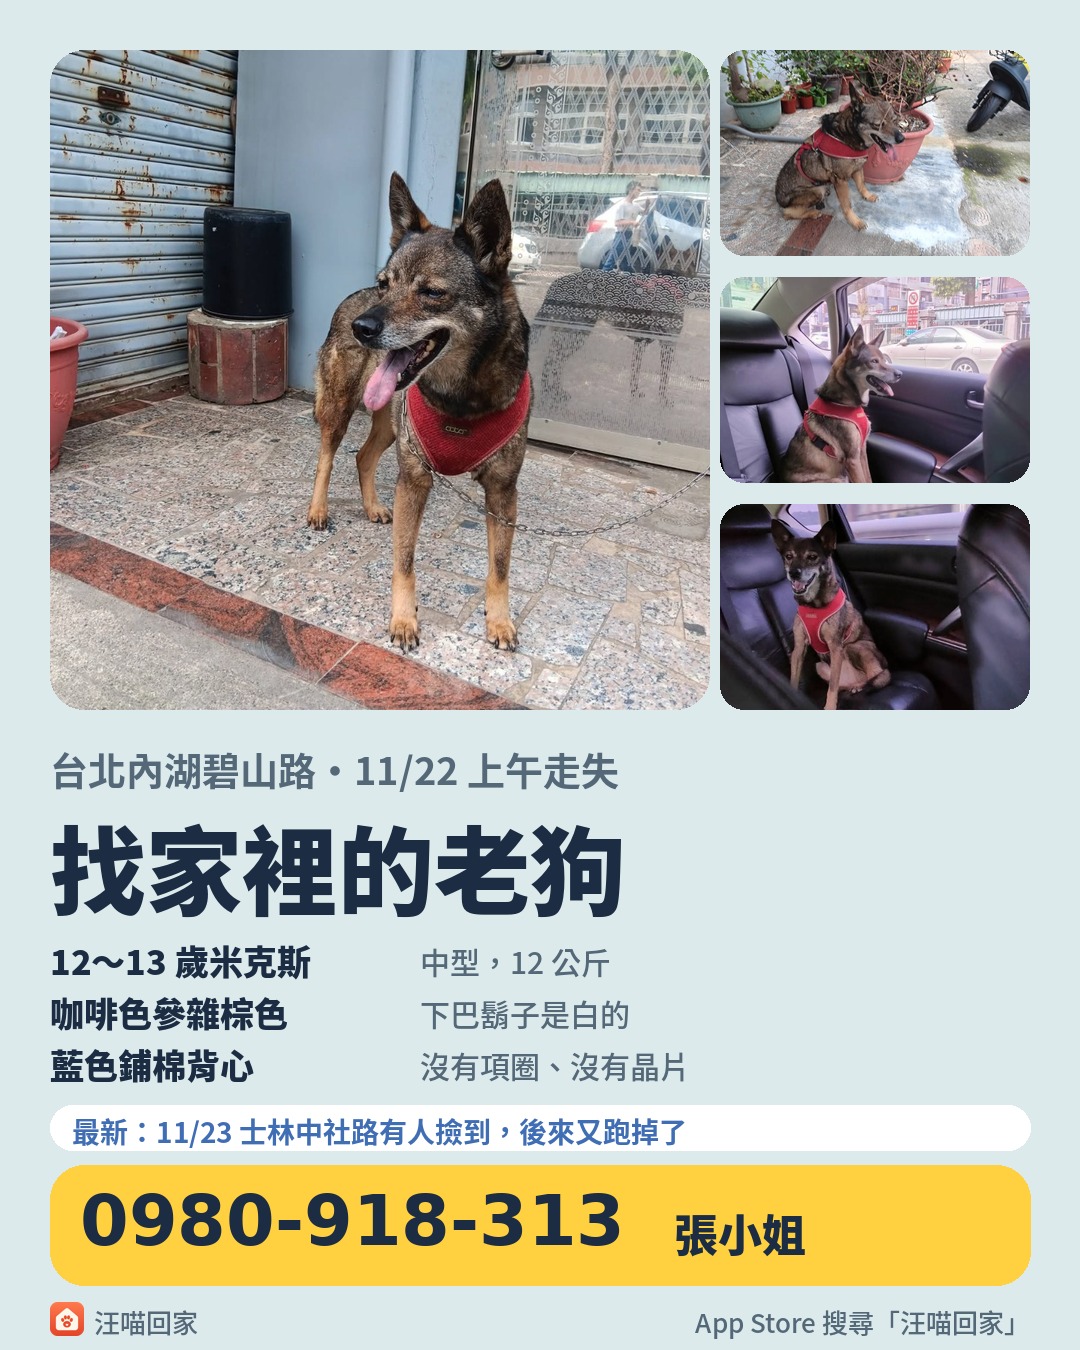 台北內湖碧山路・11/22 上午走失
找家裡的老狗
12～13 歲米克斯
中型，12 公斤
咖啡色參雜棕色
下巴鬍子是白的
藍色鋪棉背心
沒有項圈、沒有晶片
最新：11/23 士林中社路有人撿到，後來又跑掉了
0980-918-313 張小姐
汪喵回家
App Store 搜尋「汪喵回家」